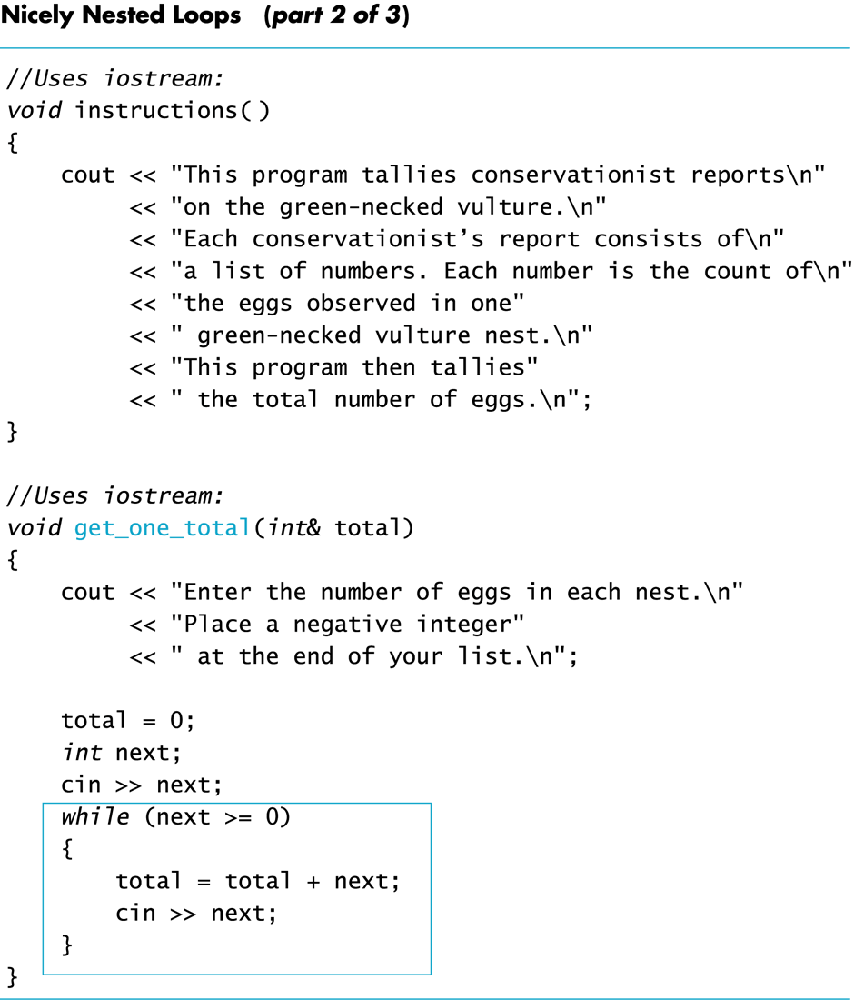 Nicely Nested Loops (part 2 of 3)
//Uses iostream:
void instructions( )
{
    cout << "This program tallies conservationist reports\n"
         << "on the green-necked vulture.\n"
         << "Each conservationist’s report consists of\n"
         << "a list of numbers. Each number is the count of\n"
         << "the eggs observed in one"
         << " green-necked vulture nest.\n"
         << "This program then tallies"
         << " the total number of eggs.\n";
}
//Uses iostream:
void get_one_total(int& total)
{
    cout << "Enter the number of eggs in each nest.\n"
         << "Place a negative integer"
         << " at the end of your list.\n";
    total = 0;
    int next;
    cin >> next;
    while (next >= 0)
    {
        total = total + next;
        cin >> next;
    }
}